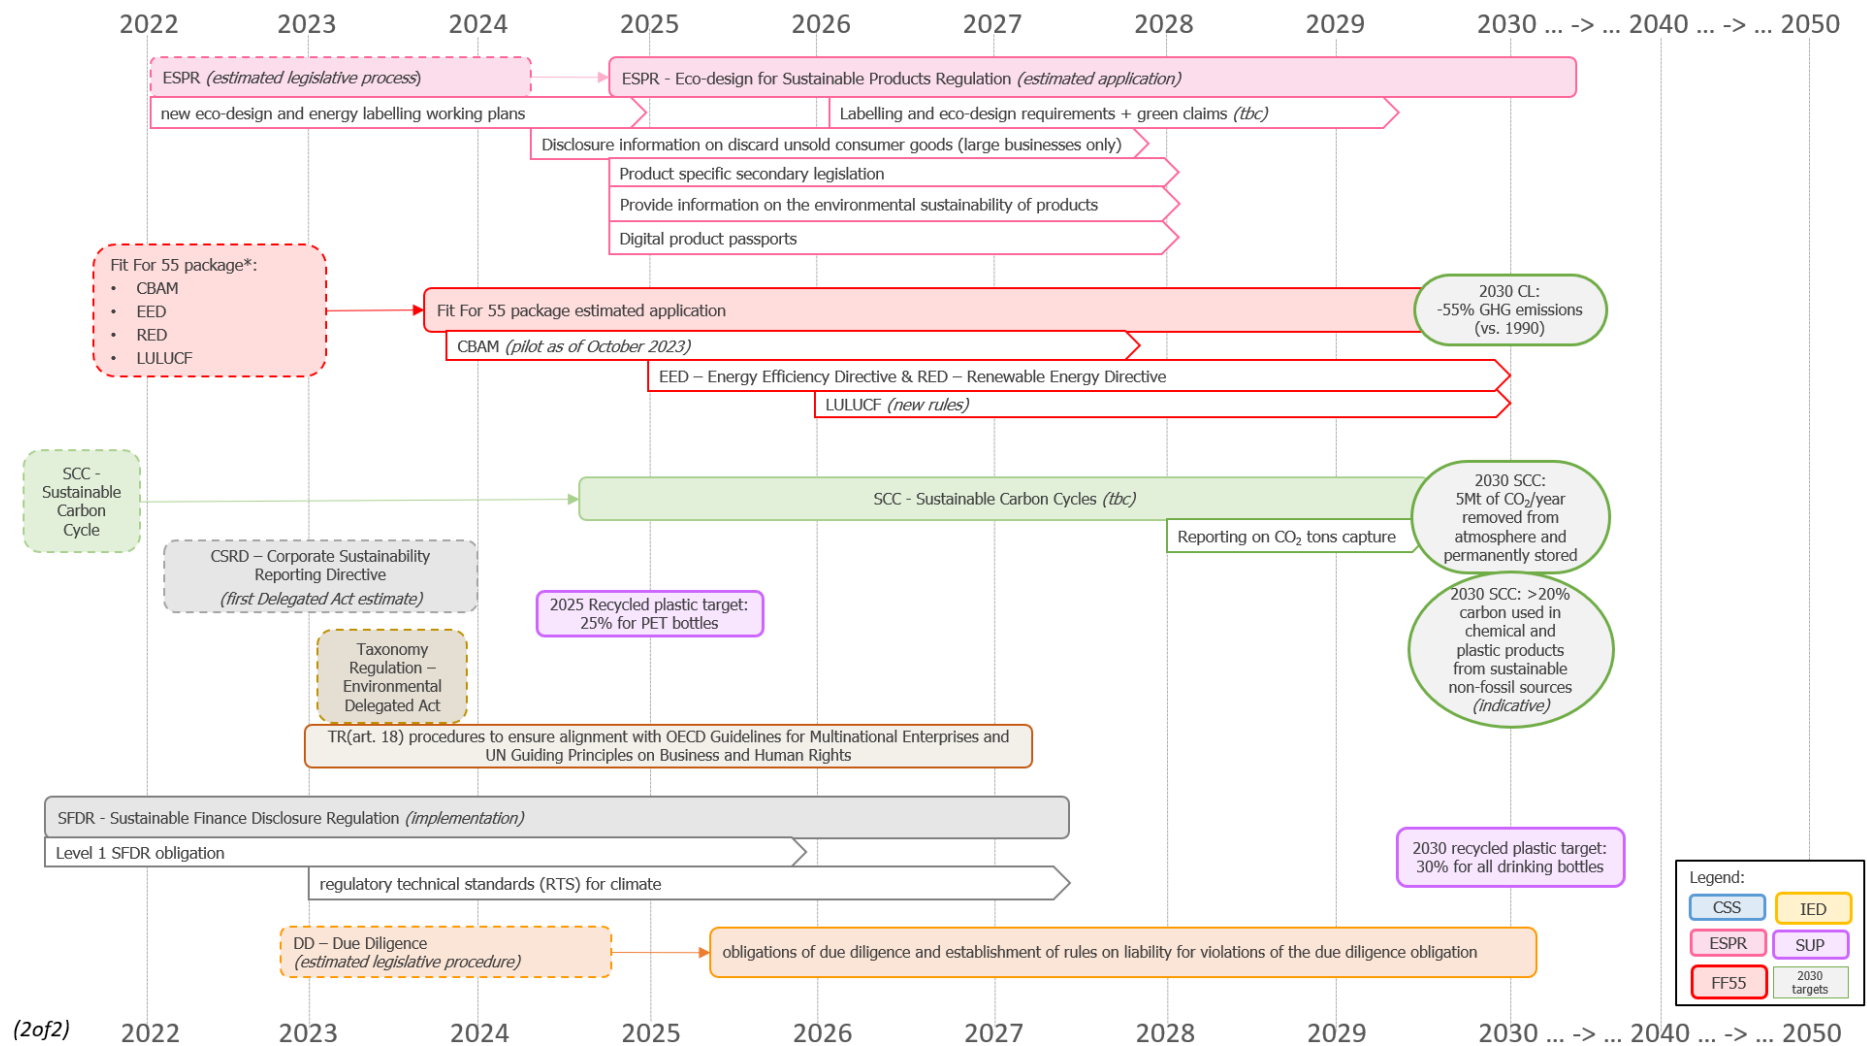 2022 2023 2024 2025 2026 2027 2028 2029 2030 ... -> ... 2040 ... -> ... 2050
ESPR (estimated legislative process)
ESPR - Eco-design for Sustainable Products Regulation (estimated application)
new eco-design and energy labelling working plans
Labelling and eco-design requirements + green claims (tbc)
Disclosure information on discard unsold consumer goods (large businesses only)
Product specific secondary legislation
Provide information on the environmental sustainability of products
Digital product passports
Fit For 55 package*:
• CBAM
• EED
• RED
• LULUCF
Fit For 55 package estimated application
2030 CL:
-55% GHG emissions
(vs. 1990)
CBAM (pilot as of October 2023)
EED – Energy Efficiency Directive & RED – Renewable Energy Directive
LULUCF (new rules)
SCC -
Sustainable
Carbon
Cycle
SCC - Sustainable Carbon Cycles (tbc)
2030 SCC:
5Mt of CO₂/year
removed from
atmosphere and
permanently stored
Reporting on CO₂ tons capture
CSRD – Corporate Sustainability
Reporting Directive
(first Delegated Act estimate)
2025 Recycled plastic target:
25% for PET bottles
2030 SCC: >20%
carbon used in
chemical and
plastic products
from sustainable
non-fossil sources
(indicative)
Taxonomy
Regulation –
Environmental
Delegated Act
TR(art. 18) procedures to ensure alignment with OECD Guidelines for Multinational Enterprises and
UN Guiding Principles on Business and Human Rights
SFDR - Sustainable Finance Disclosure Regulation (implementation)
Level 1 SFDR obligation
regulatory technical standards (RTS) for climate
2030 recycled plastic target:
30% for all drinking bottles
DD – Due Diligence
(estimated legislative procedure)
obligations of due diligence and establishment of rules on liability for violations of the due diligence obligation
Legend:
CSS IED
ESPR SUP
FF55 2030
targets
(2of2)
2022 2023 2024 2025 2026 2027 2028 2029 2030 ... -> ... 2040 ... -> ... 2050